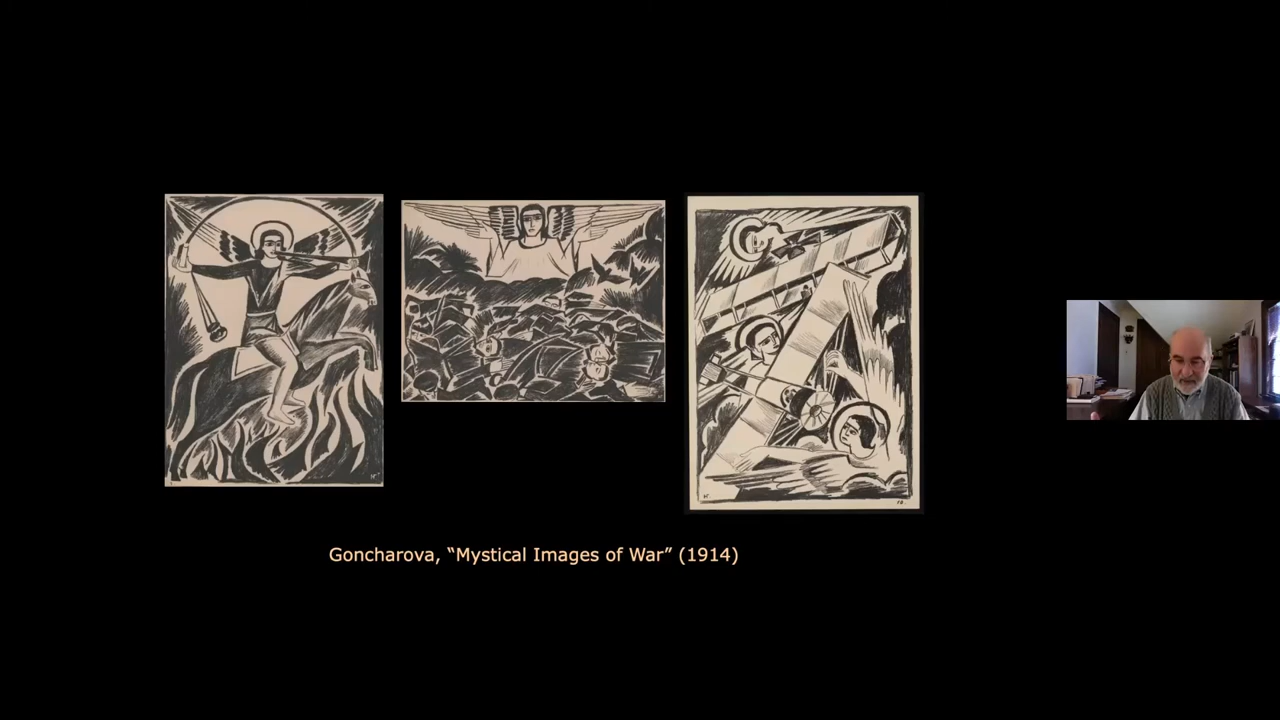 Goncharova, “Mystical Images of War” (1914)